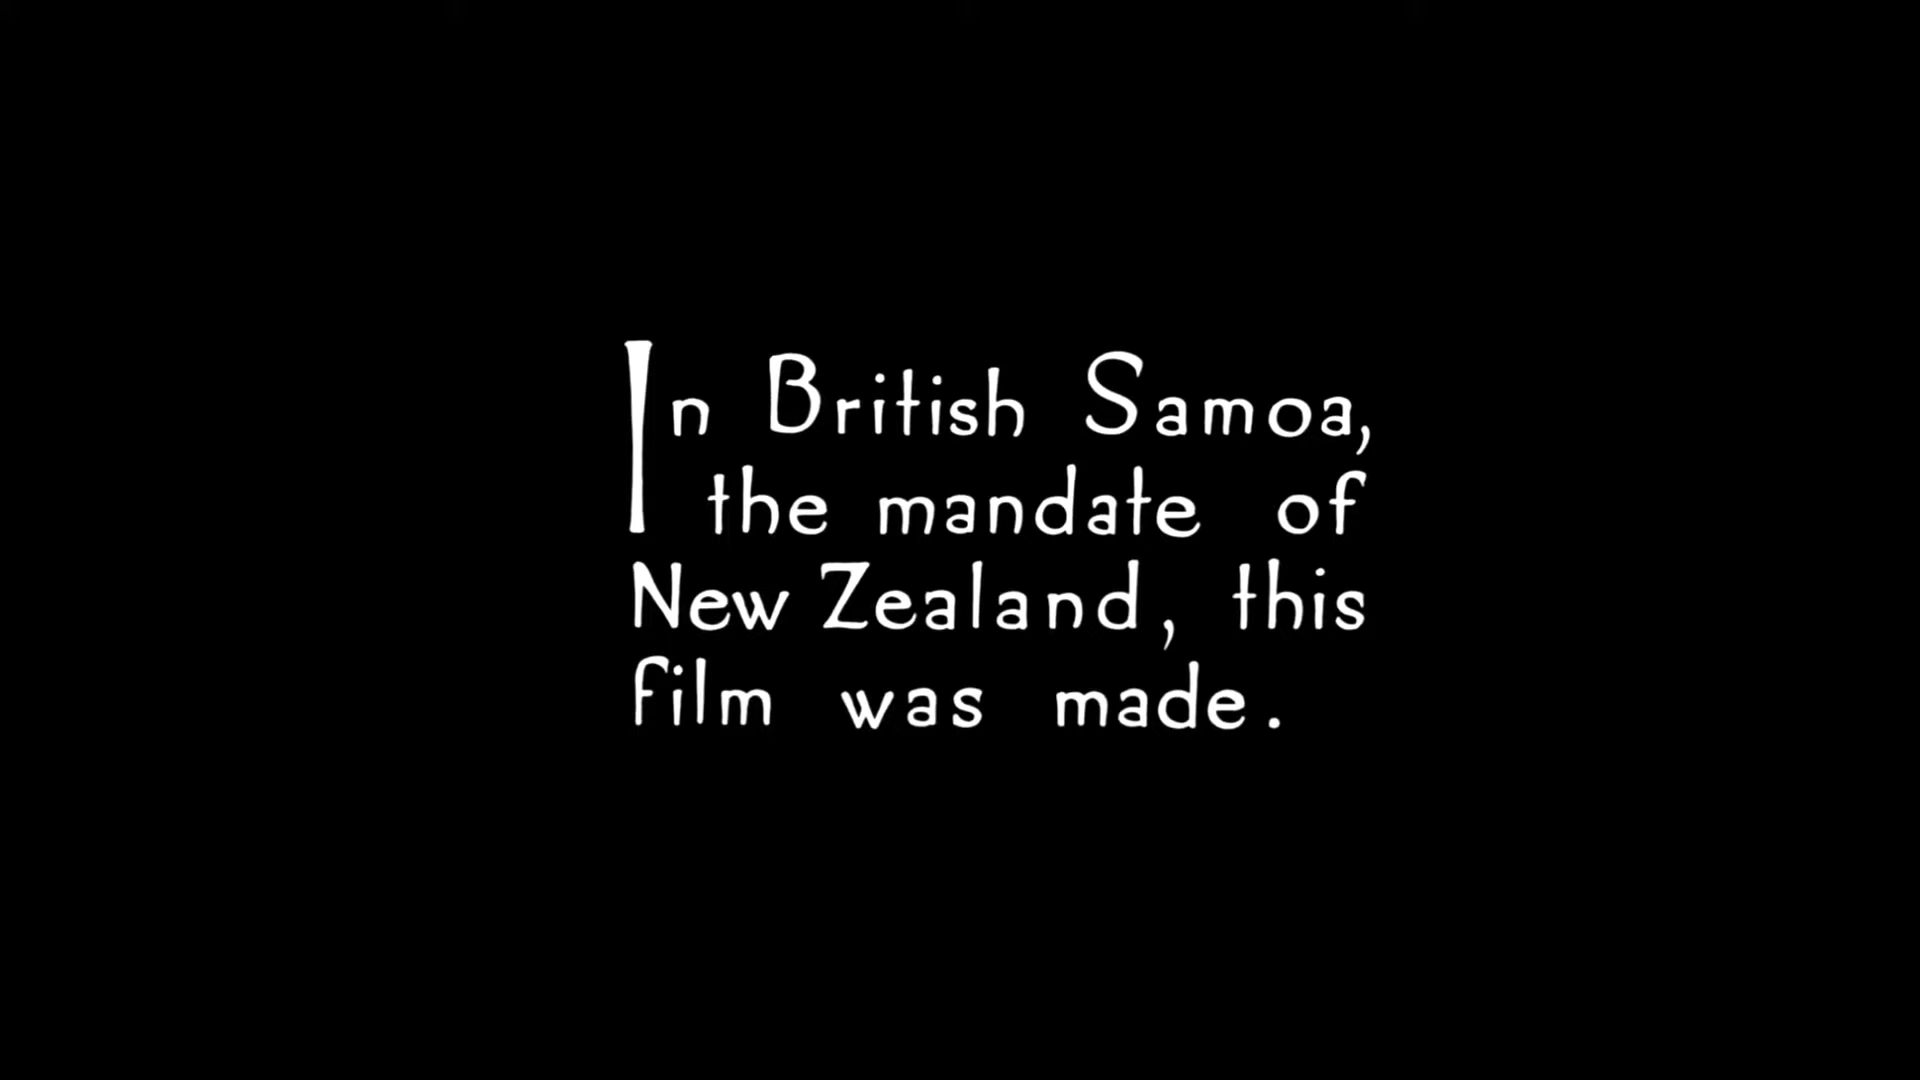 In British Samoa,
the mandate of
New Zealand, this
film was made.